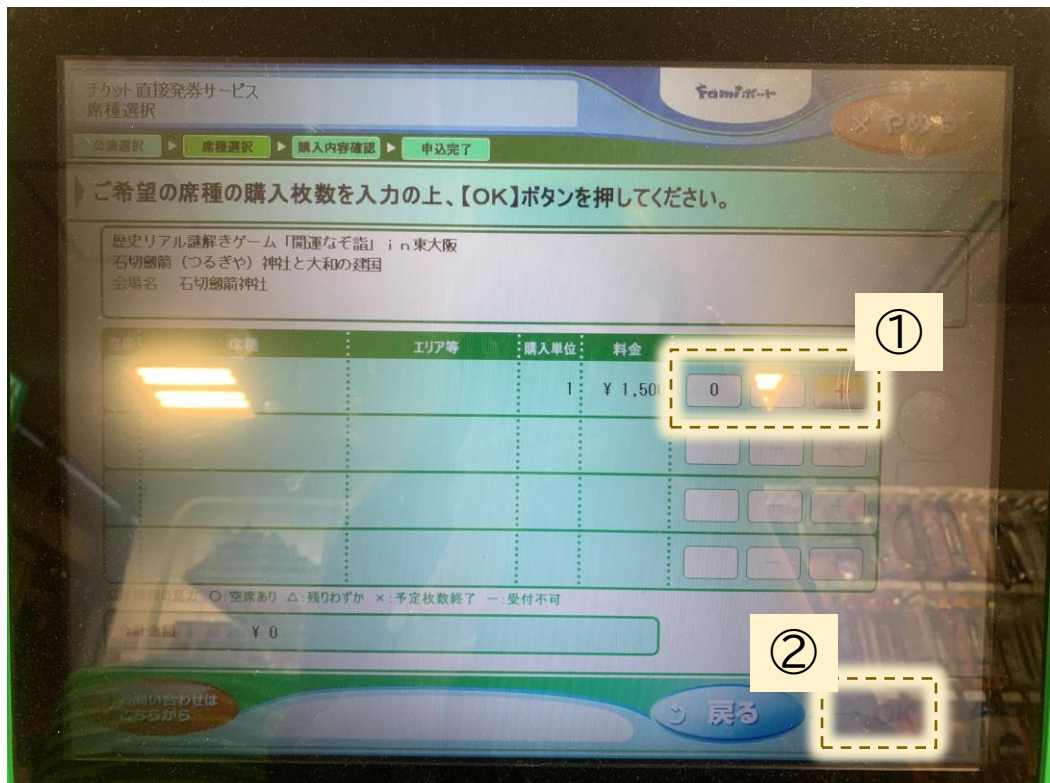 チケット直接発券サービス
席種選択
Famiポート
× やめる
公演選択 ▶ 席種選択 ▶ 購入内容確認 ▶ 申込完了
ご希望の席種の購入枚数を入力の上、【OK】ボタンを押してください。
歴史リアル謎解きゲーム「開運なぞ詣」ｉｎ東大阪
石切劔箭（つるぎや）神社と大和の建国
会場名 石切劔箭神社
①
席種 エリア等 購入単位 料金
1 ¥ 1,500 0 +
- +
- +
- +
○:空席あり △:残りわずか ×:予定枚数終了 ー:受付不可
合計金額 ¥ 0
②
お問い合わせは
こちらから
戻る
→ OK